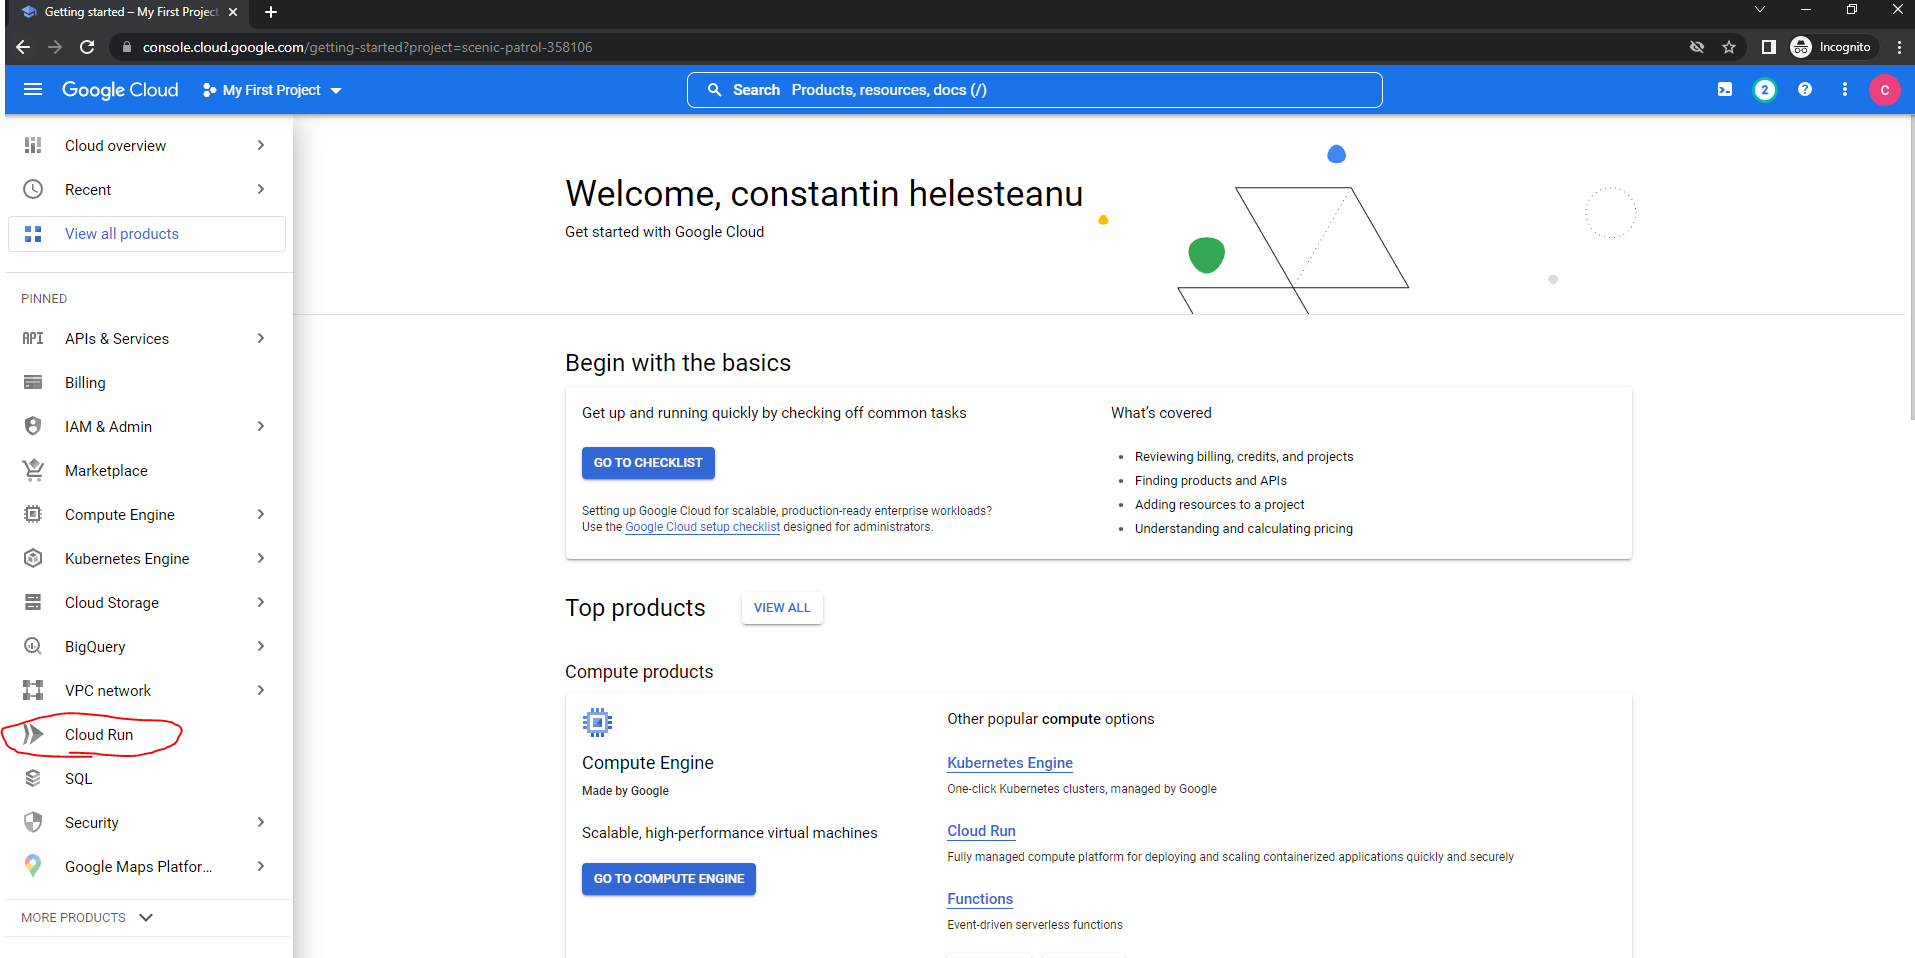 Getting started – My First Project
console.cloud.google.com/getting-started?project=scenic-patrol-358106
Incognito
Google Cloud
My First Project
Search Products, resources, docs (/)
2
?
C
Cloud overview
Recent
View all products
PINNED
API APIs & Services
Billing
IAM & Admin
Marketplace
Compute Engine
Kubernetes Engine
Cloud Storage
BigQuery
VPC network
Cloud Run
SQL
Security
Google Maps Platfor...
MORE PRODUCTS
Welcome, constantin helesteanu
Get started with Google Cloud
Begin with the basics
Get up and running quickly by checking off common tasks
GO TO CHECKLIST
Setting up Google Cloud for scalable, production-ready enterprise workloads?
Use the Google Cloud setup checklist designed for administrators.
What’s covered
Reviewing billing, credits, and projects
Finding products and APIs
Adding resources to a project
Understanding and calculating pricing
Top products
VIEW ALL
Compute products
Compute Engine
Made by Google
Scalable, high-performance virtual machines
GO TO COMPUTE ENGINE
Other popular compute options
Kubernetes Engine
One-click Kubernetes clusters, managed by Google
Cloud Run
Fully managed compute platform for deploying and scaling containerized applications quickly and securely
Functions
Event-driven serverless functions